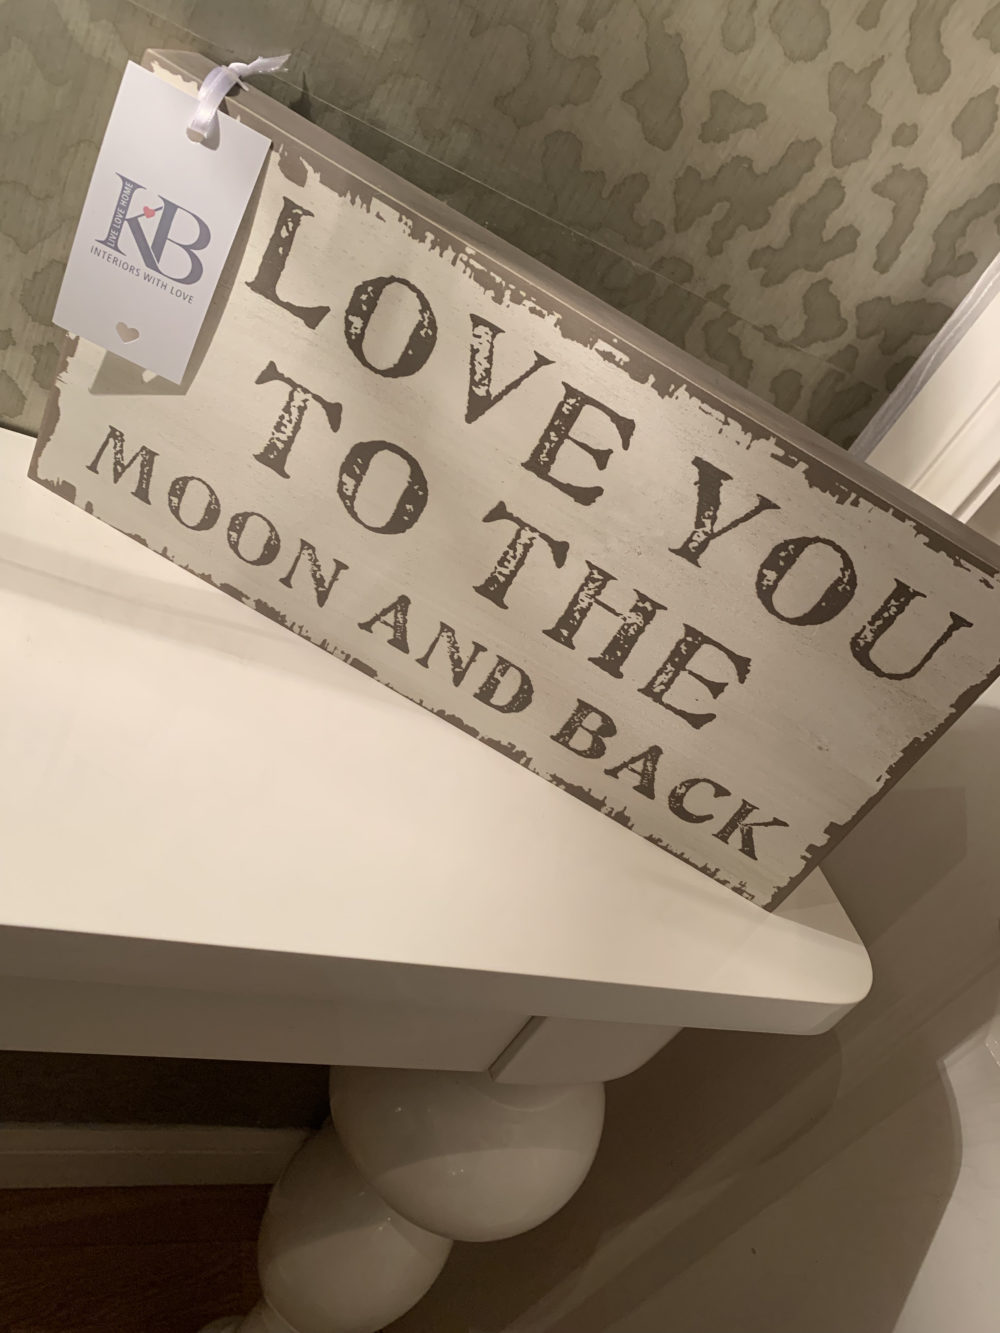 KB
LIVE LOVE HOME
INTERIORS WITH LOVE
LOVE YOU
TO THE
MOON AND BACK